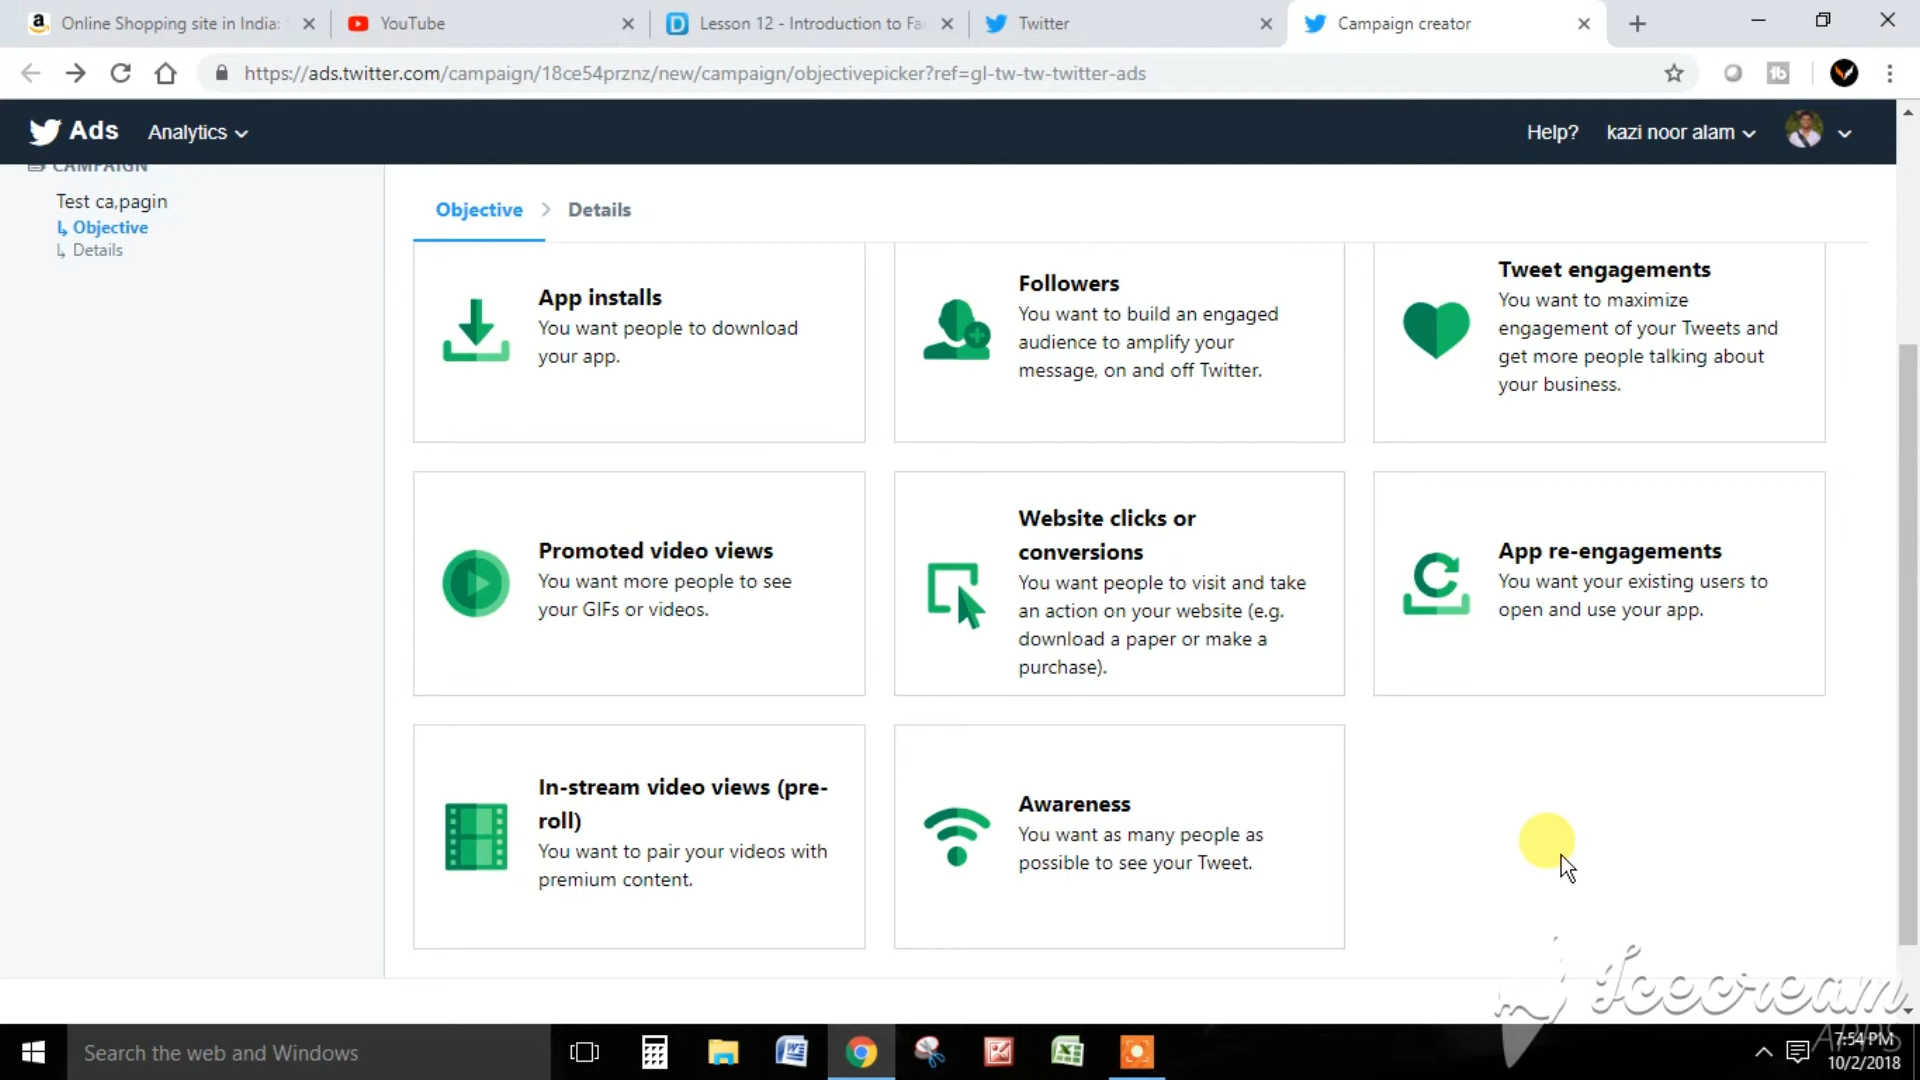 Online Shopping site in India:
YouTube
Lesson 12 - Introduction to Fa
Twitter
Campaign creator
https://ads.twitter.com/campaign/18ce54prznz/new/campaign/objectivepicker?ref=gl-tw-tw-twitter-ads
Ads
Analytics
Help?
kazi noor alam
CAMPAIGN
Test ca,pagin
Objective
Details
Objective
Details
App installs
You want people to download
your app.
Followers
You want to build an engaged
audience to amplify your
message, on and off Twitter.
Tweet engagements
You want to maximize
engagement of your Tweets and
get more people talking about
your business.
Promoted video views
You want more people to see
your GIFs or videos.
Website clicks or
conversions
You want people to visit and take
an action on your website (e.g.
download a paper or make a
purchase).
App re-engagements
You want your existing users to
open and use your app.
In-stream video views (pre-
roll)
You want to pair your videos with
premium content.
Awareness
You want as many people as
possible to see your Tweet.
Icecream
APPS
Search the web and Windows
7:54 PM
10/2/2018